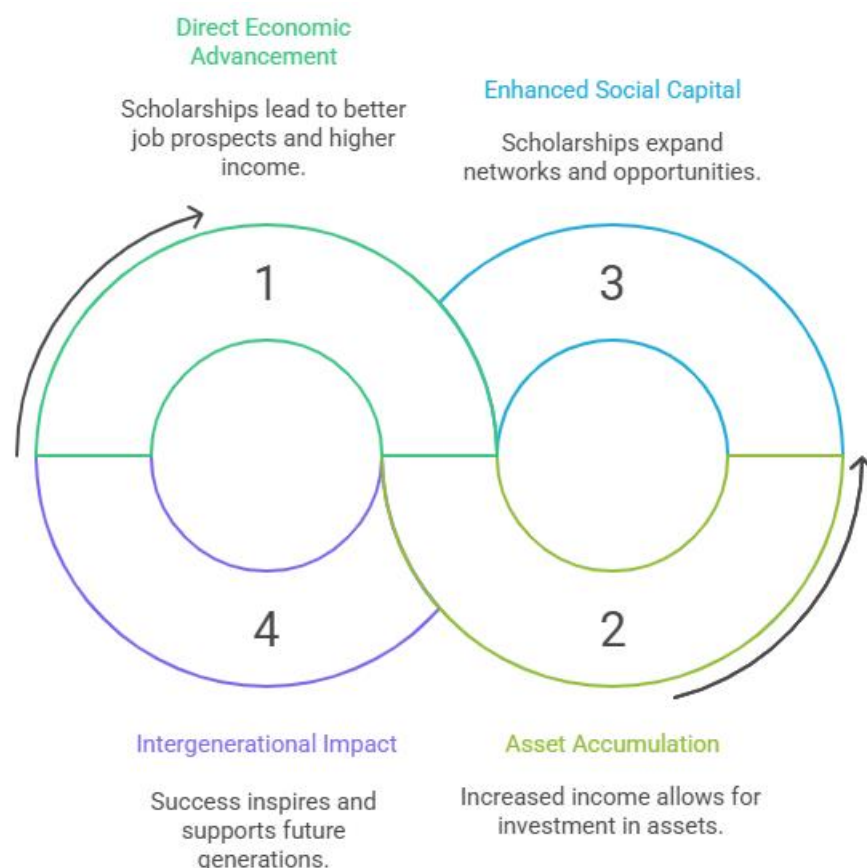 Direct Economic
Advancement
Scholarships lead to better
job prospects and higher
income.
Enhanced Social Capital
Scholarships expand
networks and opportunities.
1
3
4
2
Intergenerational Impact
Success inspires and
supports future
generations.
Asset Accumulation
Increased income allows for
investment in assets.